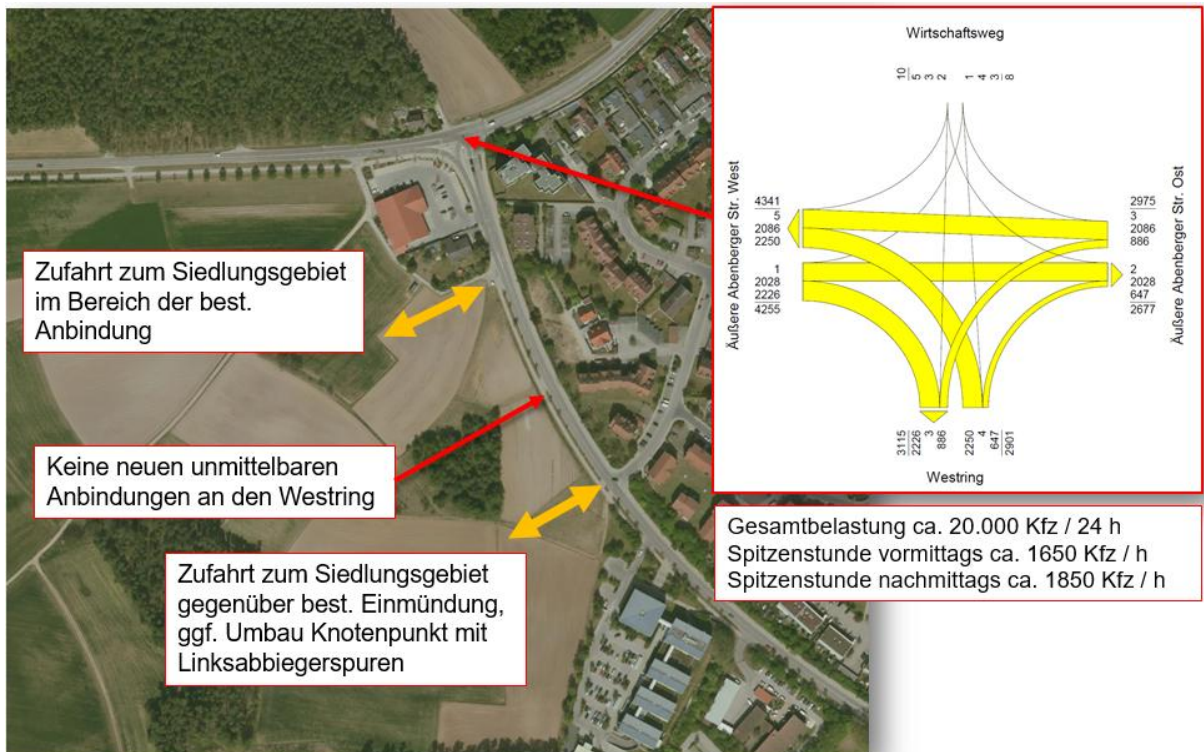 Zufahrt zum Siedlungsgebiet
im Bereich der best.
Anbindung
Keine neuen unmittelbaren
Anbindungen an den Westring
Zufahrt zum Siedlungsgebiet
gegenüber best. Einmündung,
ggf. Umbau Knotenpunkt mit
Linksabbiegerspuren
Wirtschaftsweg
10
5
3
2
1
4
3
8
Äußere Abenberger Str. West
4341
5
2086
2250
1
2028
2226
4255
2975
3
2086
886
2
2028
647
2677
Äußere Abenberger Str. Ost
3115
2226
3
886
2250
4
647
2901
Westring
Gesamtbelastung ca. 20.000 Kfz / 24 h
Spitzenstunde vormittags ca. 1650 Kfz / h
Spitzenstunde nachmittags ca. 1850 Kfz / h